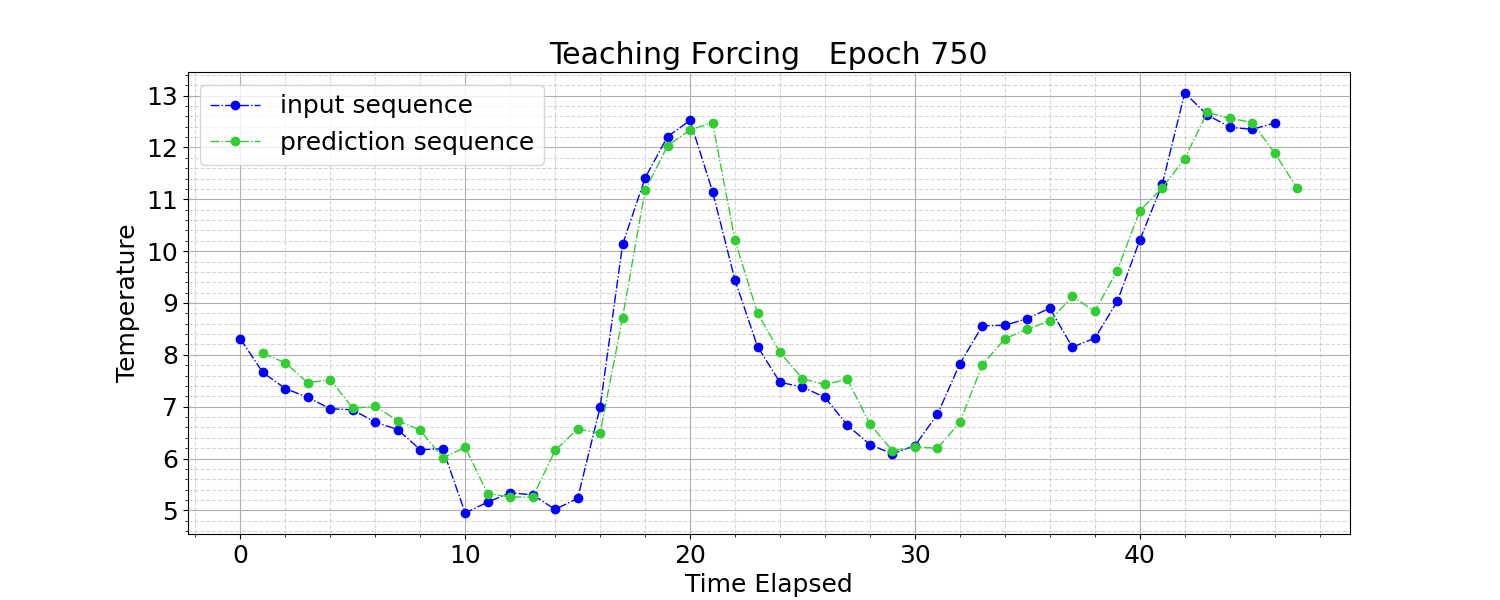 Teaching Forcing   Epoch 750
input sequence
prediction sequence
Temperature
13
12
11
10
9
8
7
6
5
0 10 20 30 40
Time Elapsed